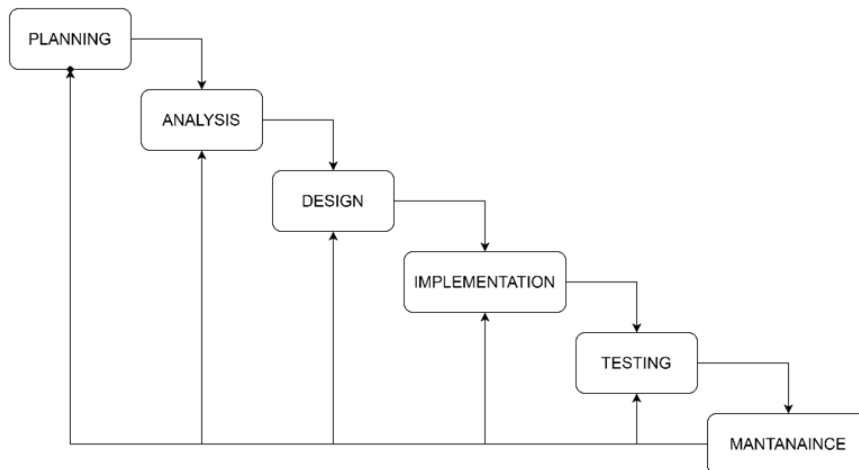 PLANNING
ANALYSIS
DESIGN
IMPLEMENTATION
TESTING
MANTANAINCE